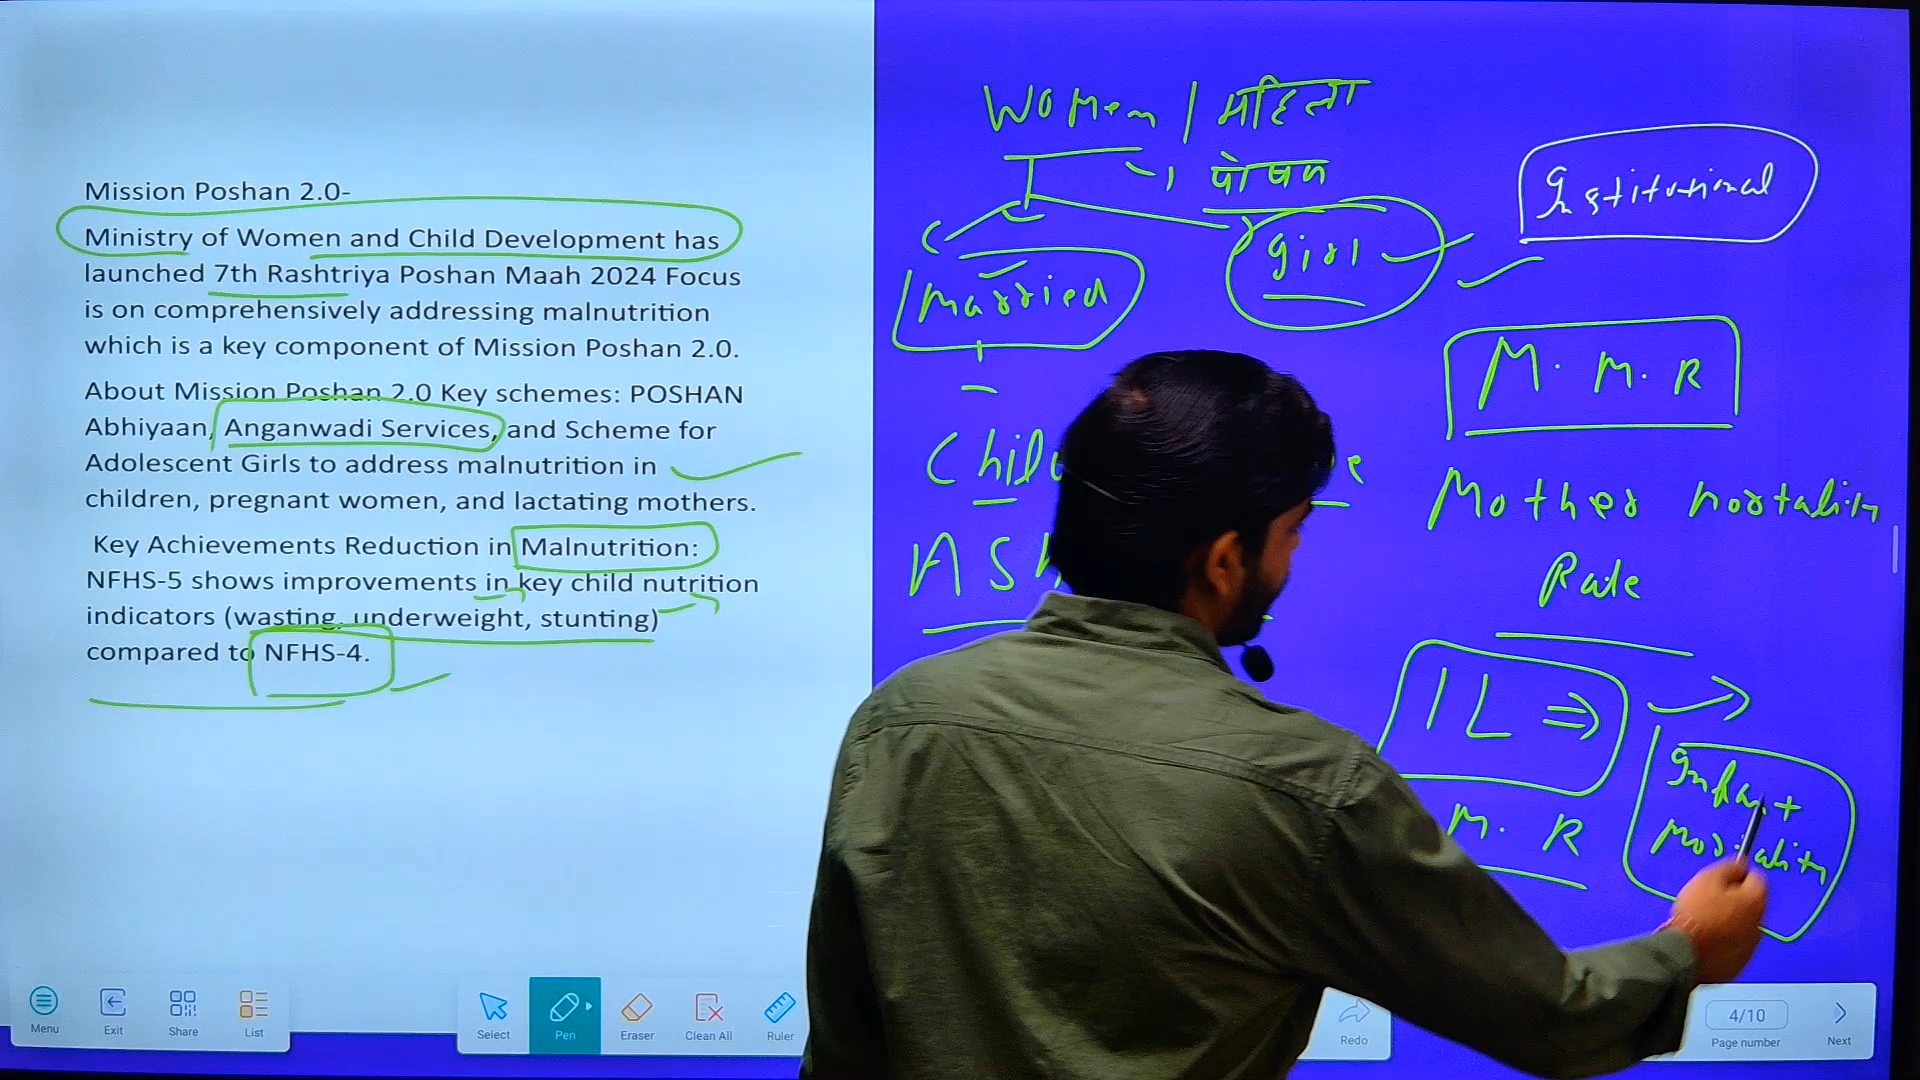 Mission Poshan 2.0-
Ministry of Women and Child Development has
launched 7th Rashtriya Poshan Maah 2024 Focus
is on comprehensively addressing malnutrition
which is a key component of Mission Poshan 2.0.
About Mission Poshan 2.0 Key schemes: POSHAN
Abhiyaan, Anganwadi Services, and Scheme for
Adolescent Girls to address malnutrition in
children, pregnant women, and lactating mothers.
Key Achievements Reduction in Malnutrition:
NFHS-5 shows improvements in key child nutrition
indicators (wasting, underweight, stunting)
compared to NFHS-4.
Women / महिला
पोषण
Institutional
Girl
Married
M. M. R
Mother mortality
Rate
1L ⇒
M. R
Infant
mortality
Menu
Exit
Share
List
Select
Pen
Eraser
Clean All
Ruler
Redo
4/10
Page number
Next